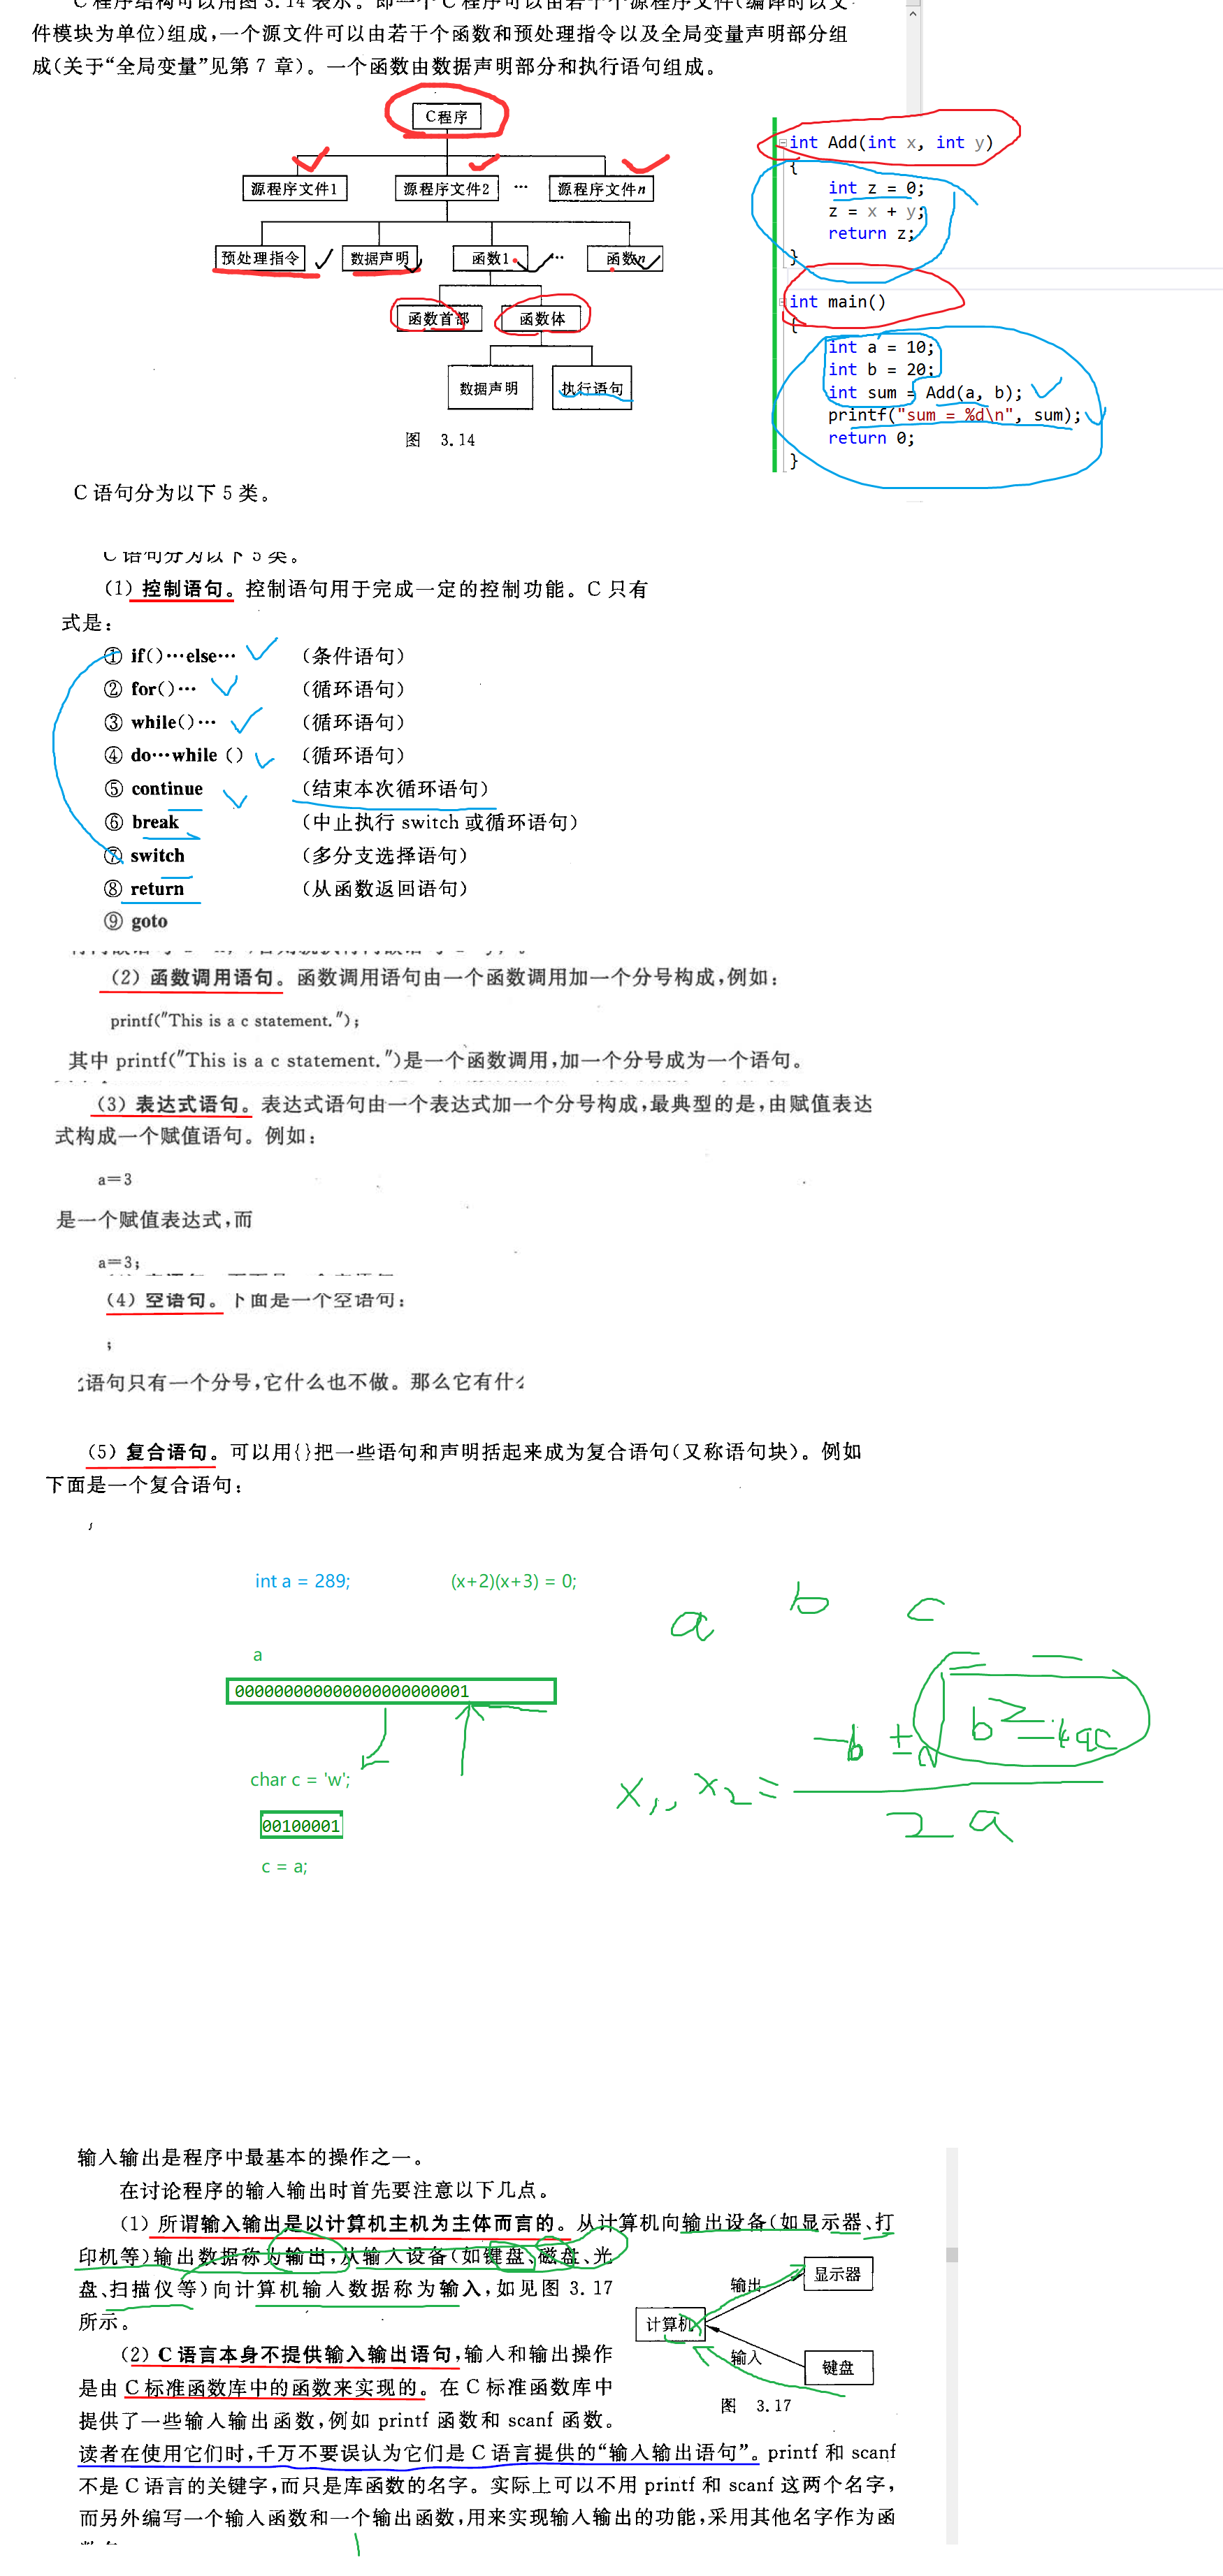 C 程序结构可以用图 3.14 表示。即一个 C 程序可以由若干个源程序文件(编译时以文
件模块为单位)组成,一个源文件可以由若干个函数和预处理指令以及全局变量声明部分组
成(关于“全局变量”见第 7 章)。一个函数由数据声明部分和执行语句组成。
C程序
源程序文件1 源程序文件2 … 源程序文件n
预处理指令 数据声明 函数1 … 函数n
函数首部 函数体
数据声明 执行语句
图 3.14
int Add(int x, int y)
{
int z = 0;
z = x + y;
return z;
}
int main()
{
int a = 10;
int b = 20;
int sum = Add(a, b);
printf("sum = %d\n", sum);
return 0;
}
C 语句分为以下 5 类。
C 语句分为以下 5 类。
(1) 控制语句。控制语句用于完成一定的控制功能。C 只有
式是:
① if()…else… (条件语句)
② for()… (循环语句)
③ while()… (循环语句)
④ do…while () (循环语句)
⑤ continue (结束本次循环语句)
⑥ break (中止执行 switch 或循环语句)
⑦ switch (多分支选择语句)
⑧ return (从函数返回语句)
⑨ goto
(2) 函数调用语句。函数调用语句由一个函数调用加一个分号构成,例如:
printf("This is a c statement.");
其中 printf("This is a c statement.")是一个函数调用,加一个分号成为一个语句。
(3) 表达式语句。表达式语句由一个表达式加一个分号构成,最典型的是,由赋值表达
式构成一个赋值语句。例如:
a=3
是一个赋值表达式,而
a=3;
(4) 空语句。下面是一个空语句:
;
语句只有一个分号,它什么也不做。那么它有什
(5) 复合语句。可以用{}把一些语句和声明括起来成为复合语句(又称语句块)。例如
下面是一个复合语句:
int a = 289; (x+2)(x+3) = 0;
a b c
a
000000000000000000000001
char c = 'w';
00100001
c = a;
-b ± √b²-4ac
x₁, x₂ =
2a
输入输出是程序中最基本的操作之一。
在讨论程序的输入输出时首先要注意以下几点。
(1) 所谓输入输出是以计算机主机为主体而言的。从计算机向输出设备(如显示器、打
印机等)输出数据称为输出,从输入设备(如键盘、磁盘、光
盘、扫描仪等)向计算机输入数据称为输入,如见图 3.17
所示。
显示器
输出
计算机
输入
键盘
图 3.17
(2) C 语言本身不提供输入输出语句,输入和输出操作
是由 C 标准函数库中的函数来实现的。在 C 标准函数库中
提供了一些输入输出函数,例如 printf 函数和 scanf 函数。
读者在使用它们时,千万不要误认为它们是 C 语言提供的“输入输出语句”。printf 和 scanf
不是 C 语言的关键字,而只是库函数的名字。实际上可以不用 printf 和 scanf 这两个名字,
而另外编写一个输入函数和一个输出函数,用来实现输入输出的功能,采用其他名字作为函